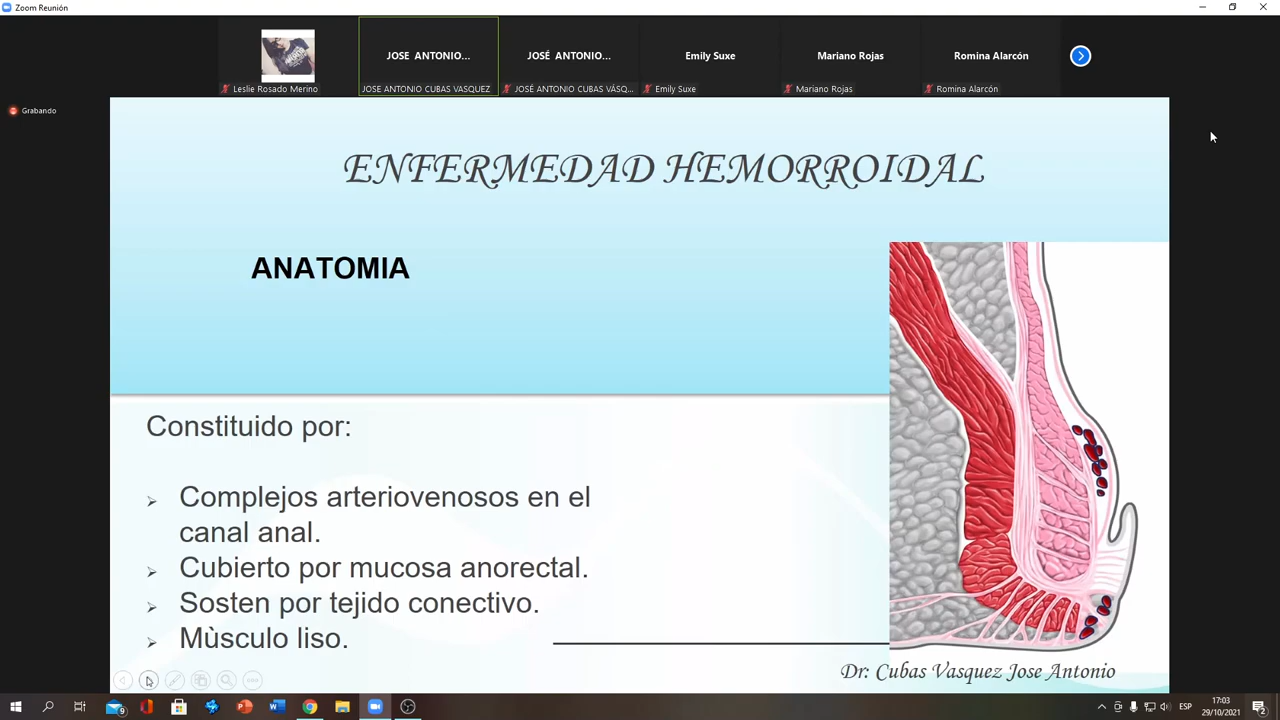 Zoom Reunión
JOSE ANTONIO...
JOSÉ ANTONIO...
Emily Suxe
Mariano Rojas
Romina Alarcón
Leslie Rosado Merino
JOSE ANTONIO CUBAS VASQUEZ
JOSÉ ANTONIO CUBAS VÁSQ...
Emily Suxe
Mariano Rojas
Romina Alarcón
Grabando
ENFERMEDAD HEMORROIDAL
ANATOMIA
Constituido por:
Complejos arteriovenosos en el
canal anal.
Cubierto por mucosa anorectal.
Sosten por tejido conectivo.
Mùsculo liso.
Dr: Cubas Vasquez Jose Antonio
9
ESP
17:03
29/10/2021
2